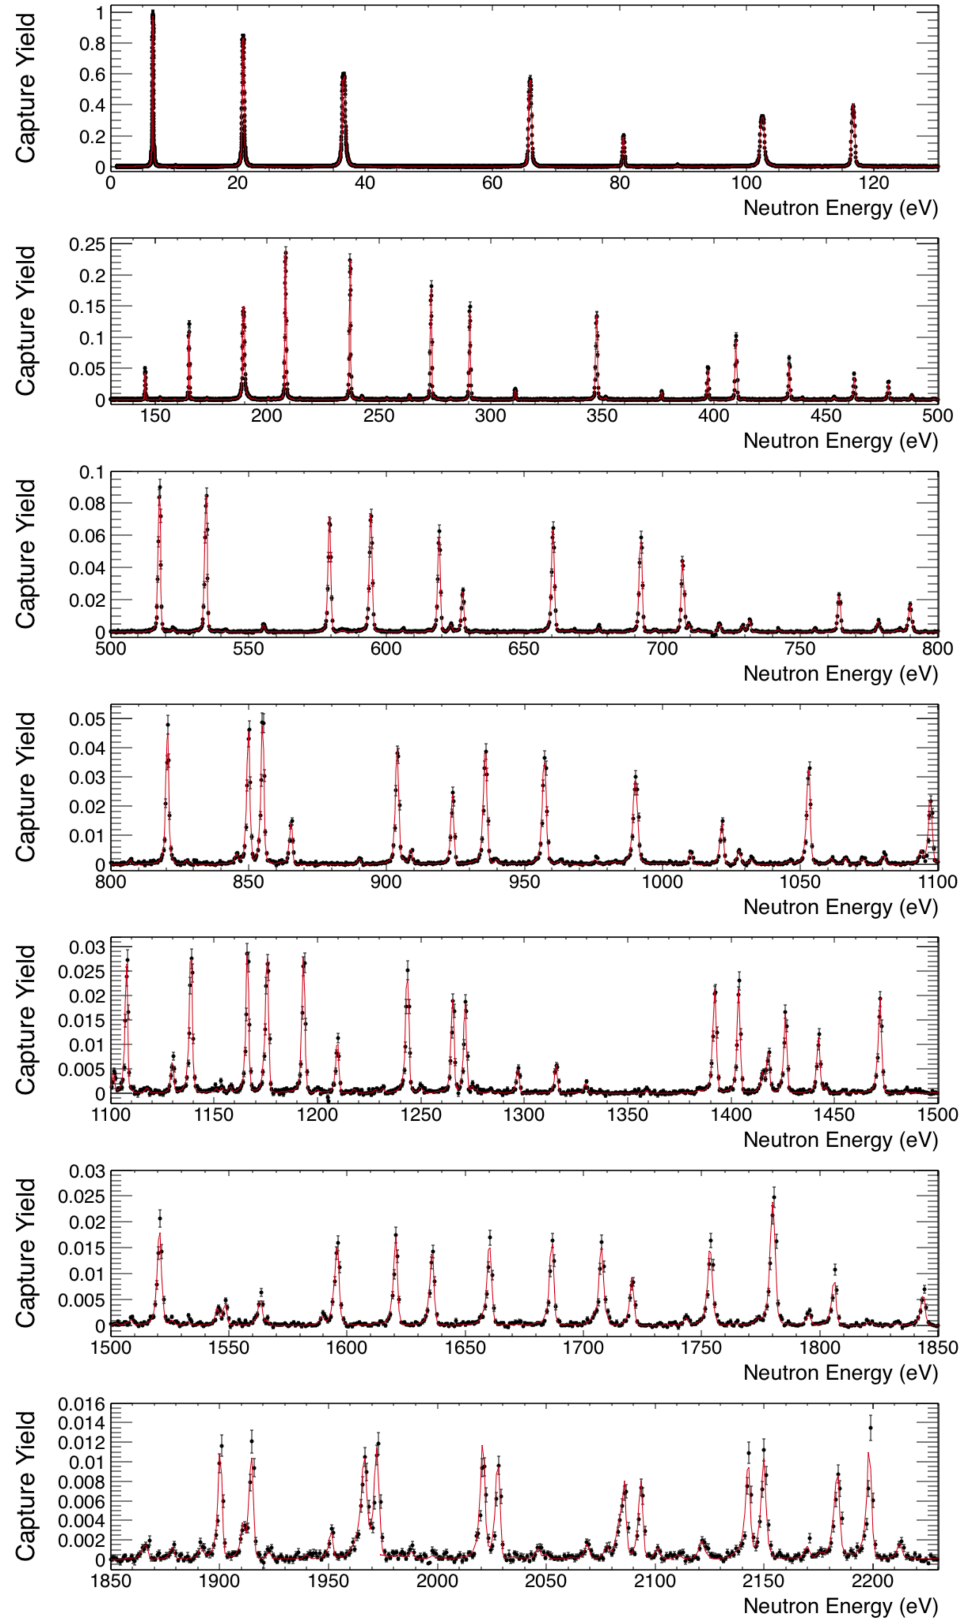 Capture Yield
1
0.8
0.6
0.4
0.2
0
0 20 40 60 80 100 120
Neutron Energy (eV)
Capture Yield
0.25
0.2
0.15
0.1
0.05
0
150 200 250 300 350 400 450 500
Neutron Energy (eV)
Capture Yield
0.1
0.08
0.06
0.04
0.02
0
500 550 600 650 700 750 800
Neutron Energy (eV)
Capture Yield
0.05
0.04
0.03
0.02
0.01
0
800 850 900 950 1000 1050 1100
Neutron Energy (eV)
Capture Yield
0.03
0.025
0.02
0.015
0.01
0.005
0
1100 1150 1200 1250 1300 1350 1400 1450 1500
Neutron Energy (eV)
Capture Yield
0.03
0.025
0.02
0.015
0.01
0.005
0
1500 1550 1600 1650 1700 1750 1800 1850
Neutron Energy (eV)
Capture Yield
0.016
0.014
0.012
0.01
0.008
0.006
0.004
0.002
0
1850 1900 1950 2000 2050 2100 2150 2200
Neutron Energy (eV)